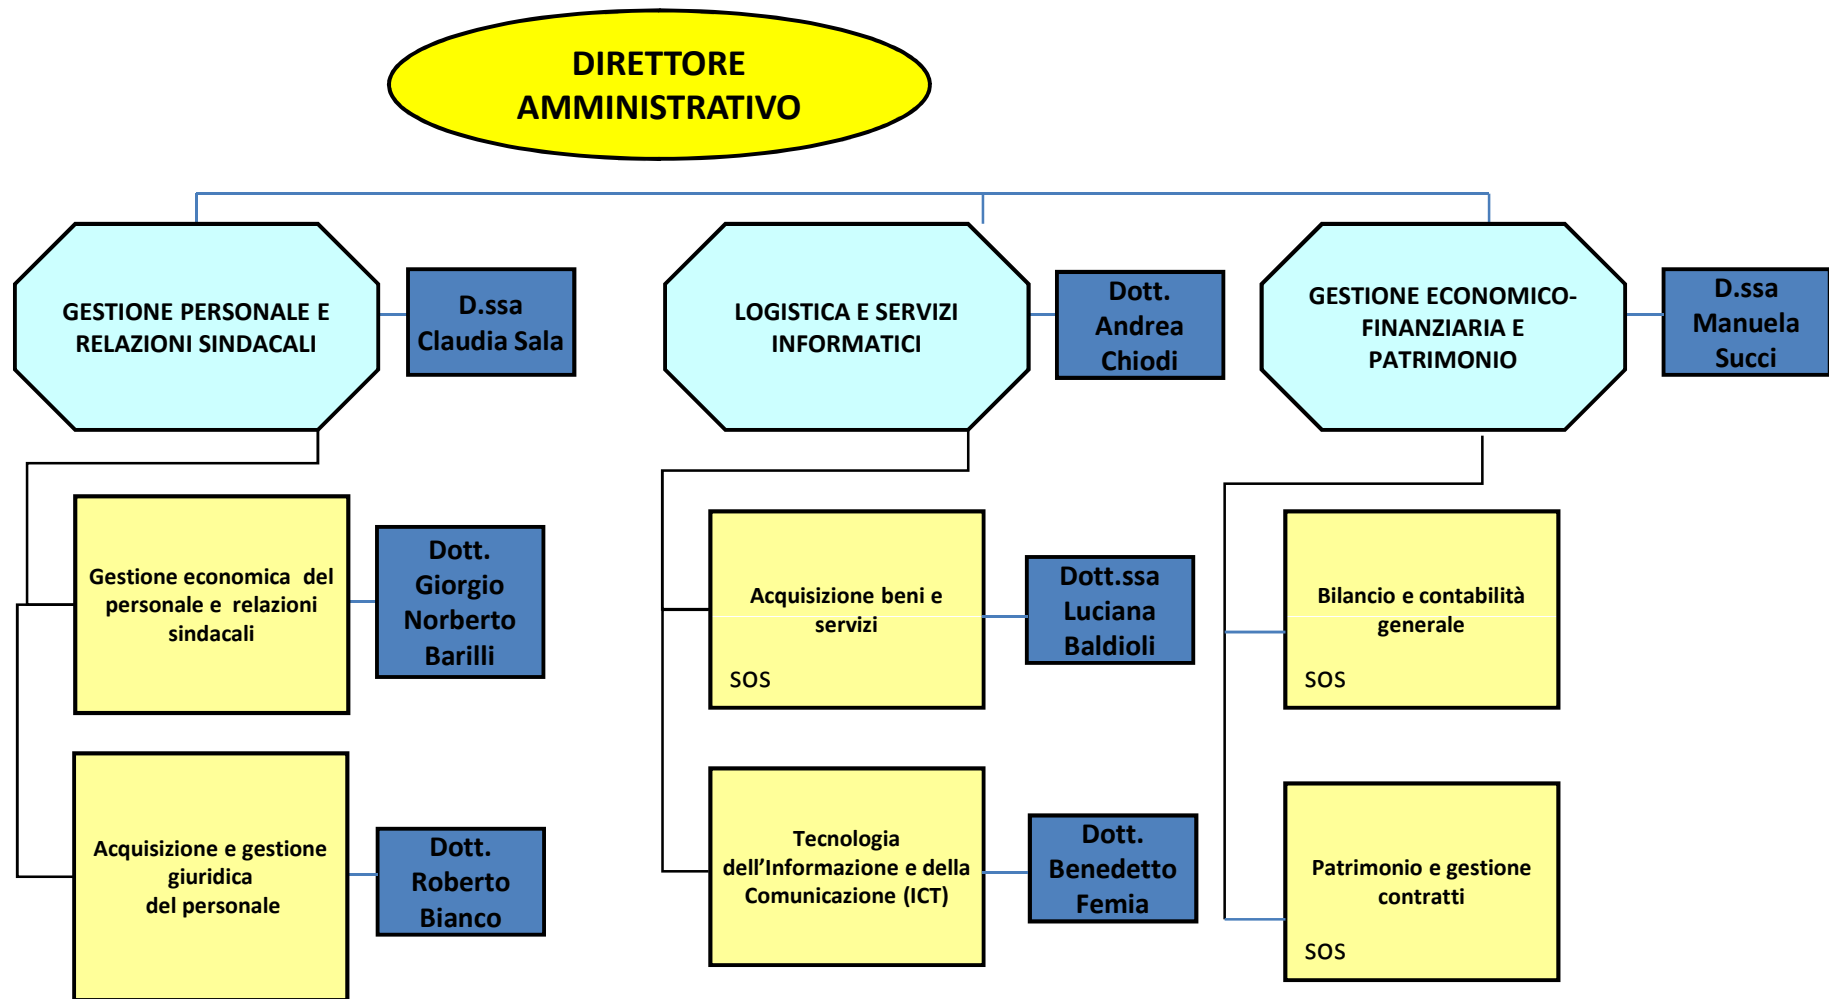 DIRETTORE
AMMINISTRATIVO
GESTIONE PERSONALE E
RELAZIONI SINDACALI
D.ssa
Claudia Sala
LOGISTICA E SERVIZI
INFORMATICI
Dott.
Andrea
Chiodi
GESTIONE ECONOMICO-
FINANZIARIA E
PATRIMONIO
D.ssa
Manuela
Succi
Gestione economica del
personale e relazioni
sindacali
Dott.
Giorgio
Norberto
Barilli
Acquisizione beni e
servizi
SOS
Dott.ssa
Luciana
Baldioli
Bilancio e contabilità
generale
SOS
Acquisizione e gestione
giuridica
del personale
Dott.
Roberto
Bianco
Tecnologia
dell’Informazione e della
Comunicazione (ICT)
Dott.
Benedetto
Femia
Patrimonio e gestione
contratti
SOS